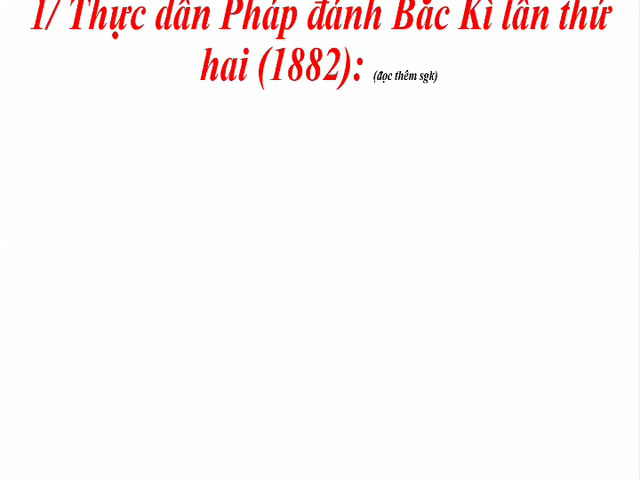 1/ Thực dân Pháp đánh Bắc Kì lần thứ
hai (1882): (đọc thêm sgk)